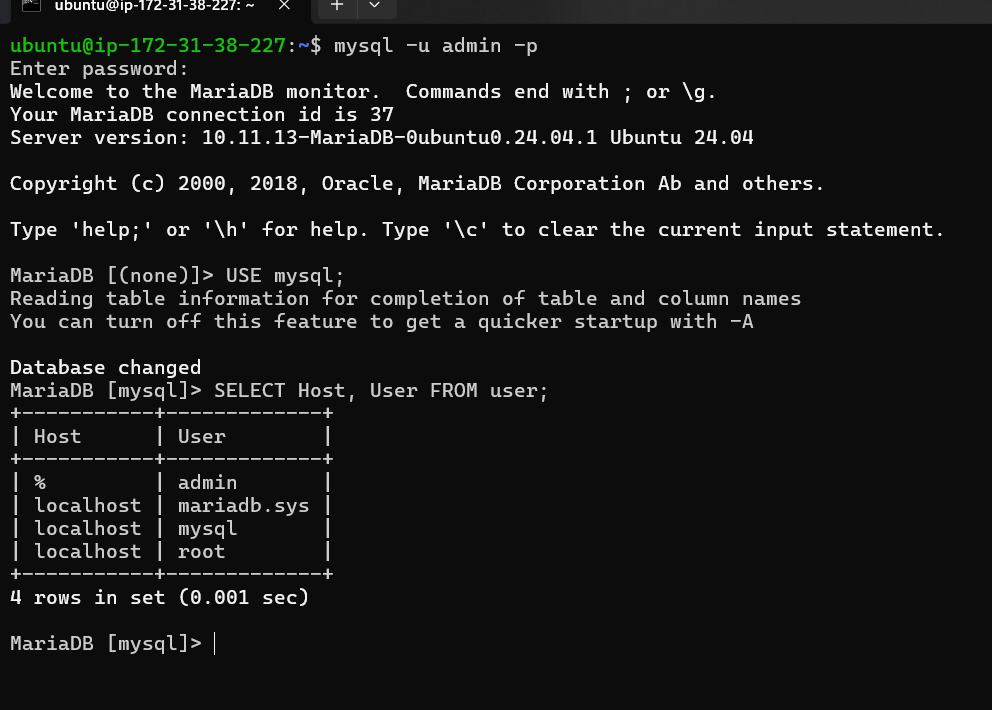 ubuntu@ip-172-31-38-227: ~
ubuntu@ip-172-31-38-227:~$ mysql -u admin -p
Enter password:
Welcome to the MariaDB monitor.  Commands end with ; or \g.
Your MariaDB connection id is 37
Server version: 10.11.13-MariaDB-0ubuntu0.24.04.1 Ubuntu 24.04
Copyright (c) 2000, 2018, Oracle, MariaDB Corporation Ab and others.
Type 'help;' or '\h' for help. Type '\c' to clear the current input statement.
MariaDB [(none)]> USE mysql;
Reading table information for completion of table and column names
You can turn off this feature to get a quicker startup with -A
Database changed
MariaDB [mysql]> SELECT Host, User FROM user;
+-----------+-------------+
| Host      | User        |
+-----------+-------------+
| %         | admin       |
| localhost | mariadb.sys |
| localhost | mysql       |
| localhost | root        |
+-----------+-------------+
4 rows in set (0.001 sec)
MariaDB [mysql]>